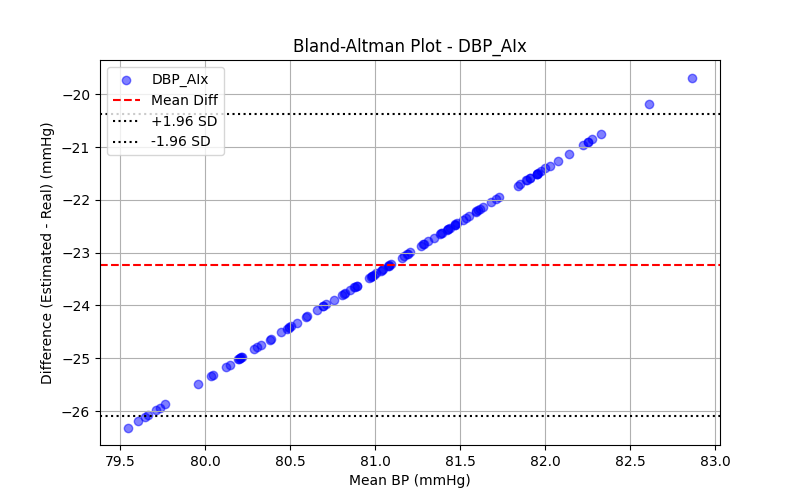 Bland-Altman Plot - DBP_AIx
DBP_AIx
Mean Diff
+1.96 SD
-1.96 SD
Difference (Estimated - Real) (mmHg)
−20
−21
−22
−23
−24
−25
−26
79.5 80.0 80.5 81.0 81.5 82.0 82.5 83.0
Mean BP (mmHg)